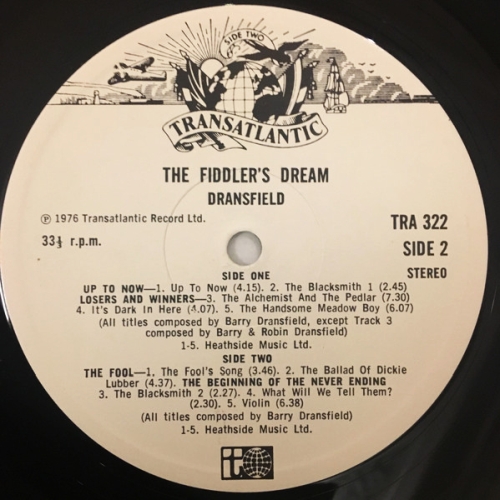 SIDE TWO
TRANSATLANTIC
THE FIDDLER'S DREAM
DRANSFIELD
℗ 1976 Transatlantic Record Ltd.
TRA 322
33⅓ r.p.m.
SIDE 2
STEREO
SIDE ONE
UP TO NOW—1. Up To Now (4.15). 2. The Blacksmith 1 (2.45)
LOSERS AND WINNERS—3. The Alchemist And The Pedlar (7.30)
4. It's Dark In Here (4.07). 5. The Handsome Meadow Boy (6.07)
(All titles composed by Barry Dransfield, except Track 3
composed by Barry & Robin Dransfield)
1-5. Heathside Music Ltd.
SIDE TWO
THE FOOL—1. The Fool's Song (3.46). 2. The Ballad Of Dickie
Lubber (4.37). THE BEGINNING OF THE NEVER ENDING
3. The Blacksmith 2 (2.27). 4. What Will We Tell Them?
(2.30). 5. Violin (6.38)
(All titles composed by Barry Dransfield)
1-5. Heathside Music Ltd.